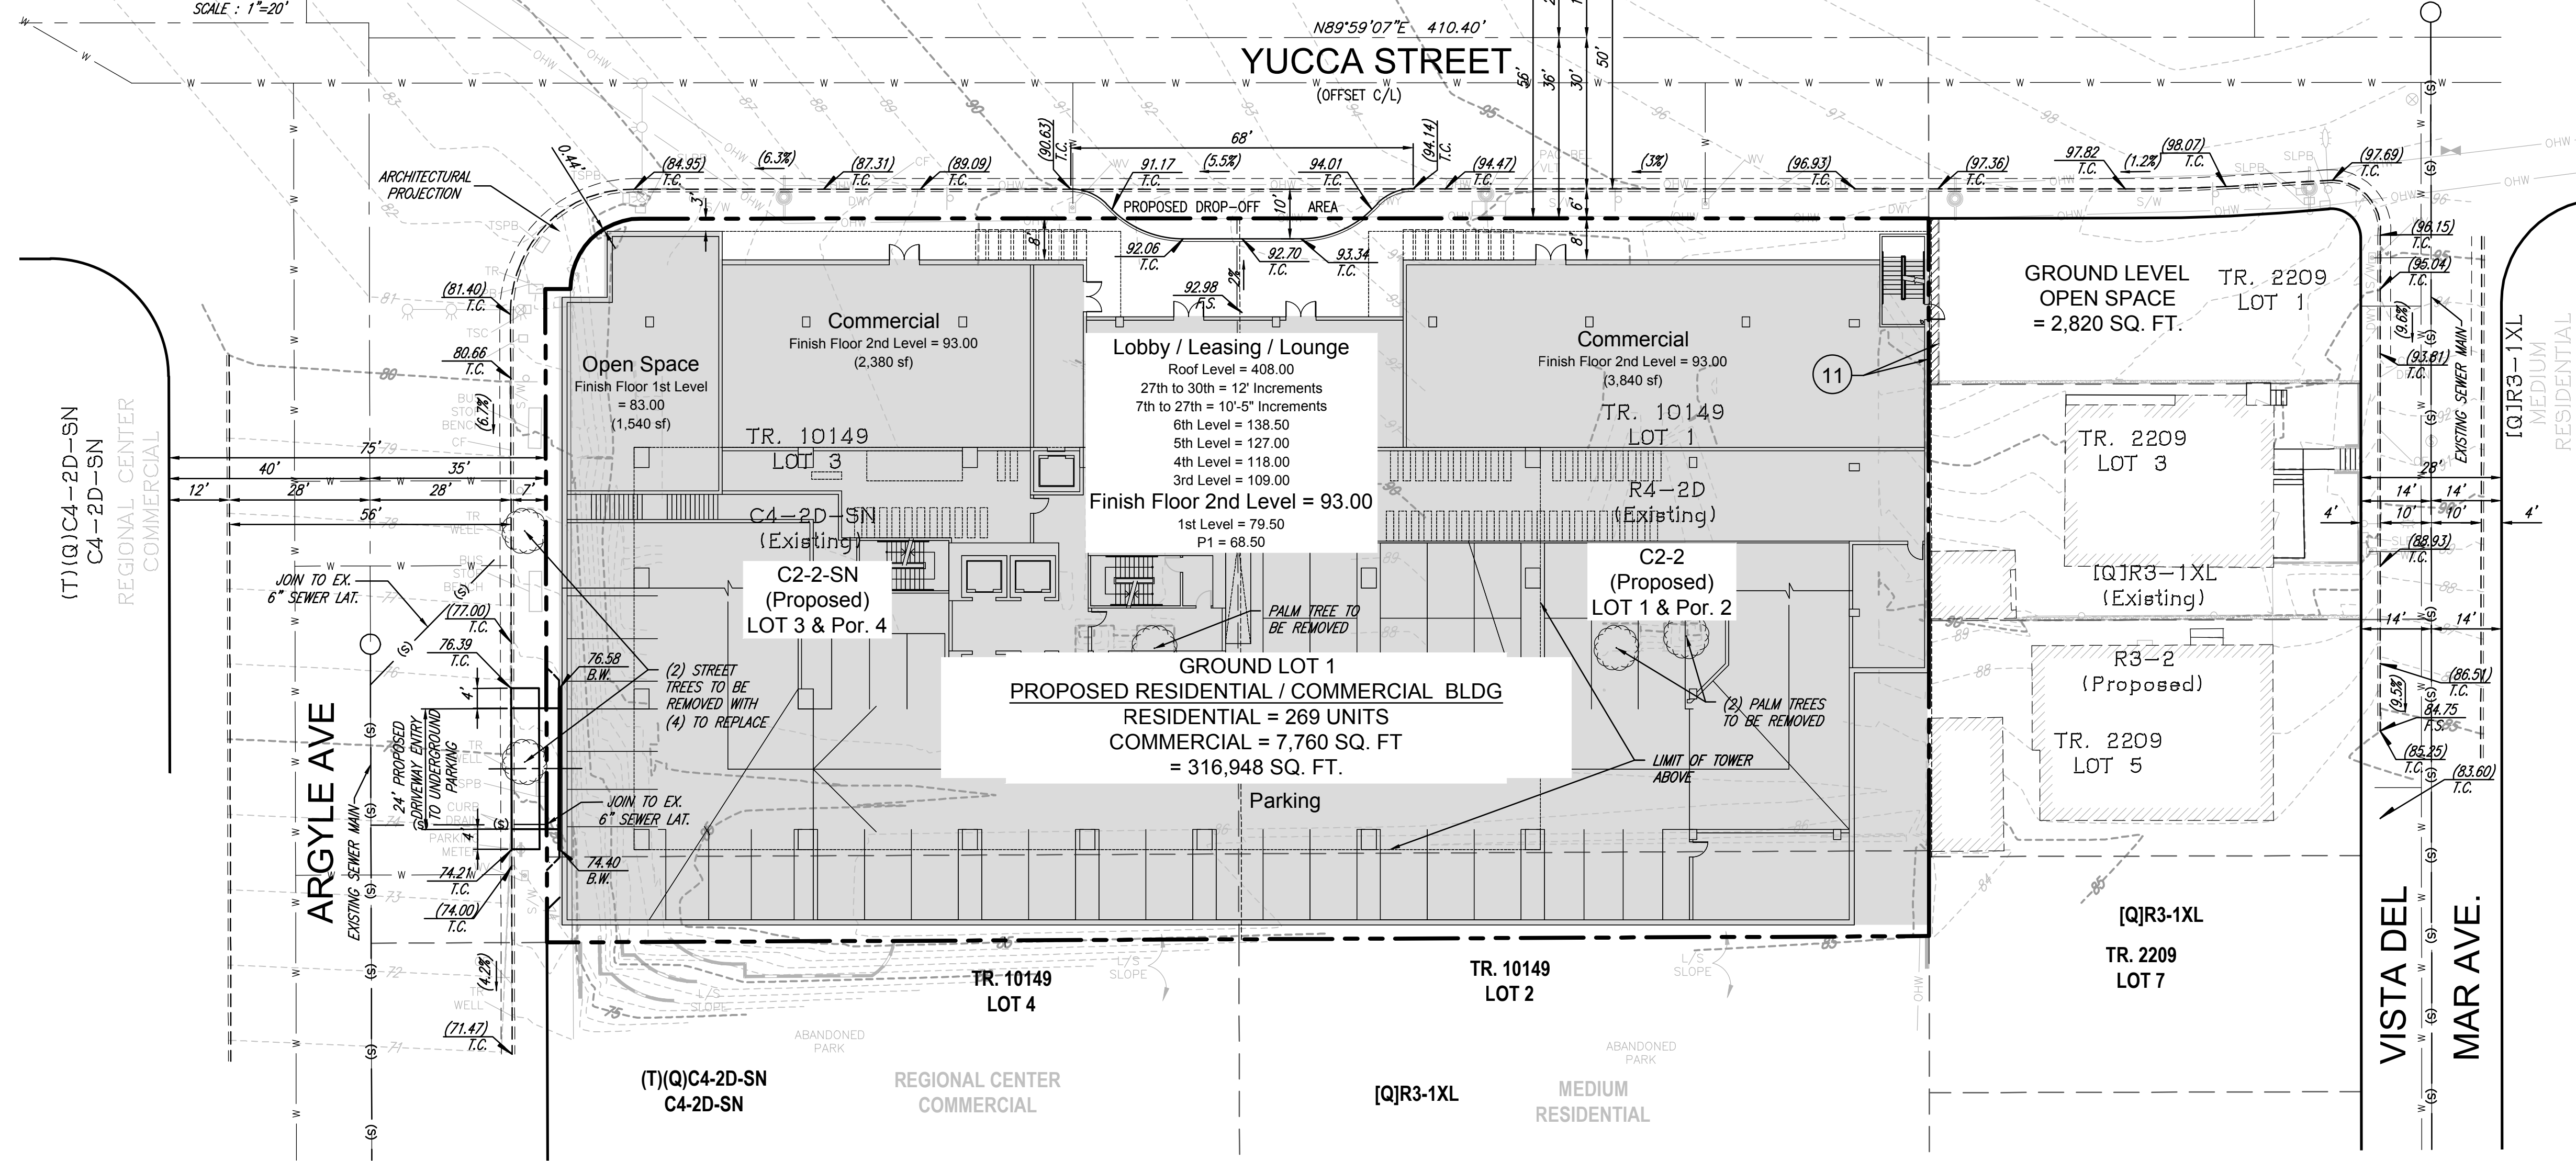 SCALE : 1"=20'
N89°59'07"E 410.40'
YUCCA STREET
(OFFSET C/L)
56'
36'
30'
50'
ARCHITECTURAL
PROJECTION
0.44'
(84.95)
T.C.
(6.3%)
(87.31)
T.C.
(89.09)
T.C.
(90.63)
T.C.
68'
91.17
T.C.
(5.5%)
94.01
T.C.
(94.14)
T.C.
(94.47)
T.C.
(3%)
(96.93)
T.C.
(97.36)
T.C.
97.82
T.C.
(1.2%)
(98.07)
T.C.
(97.69)
T.C.
3'
PROPOSED DROP-OFF AREA
10'
6'
8'
8'
92.06
T.C.
92.70
T.C.
93.34
T.C.
2%
92.98
F.S.
(81.40)
T.C.
80.66
T.C.
(6.7%)
Open Space
Finish Floor 1st Level
= 83.00
(1,540 sf)
Commercial
Finish Floor 2nd Level = 93.00
(2,380 sf)
TR. 10149
LOT 3
C4-2D-SN
(Existing)
C2-2-SN
(Proposed)
LOT 3 & Por. 4
Lobby / Leasing / Lounge
Roof Level = 408.00
27th to 30th = 12' Increments
7th to 27th = 10'-5" Increments
6th Level = 138.50
5th Level = 127.00
4th Level = 118.00
3rd Level = 109.00
Finish Floor 2nd Level = 93.00
1st Level = 79.50
P1 = 68.50
Commercial
Finish Floor 2nd Level = 93.00
(3,840 sf)
TR. 10149
LOT 1
R4-2D
(Existing)
C2-2
(Proposed)
LOT 1 & Por. 2
11
GROUND LEVEL
OPEN SPACE
= 2,820 SQ. FT.
TR. 2209
LOT 1
TR. 2209
LOT 3
[Q]R3-1XL
(Existing)
R3-2
(Proposed)
TR. 2209
LOT 5
(96.15)
T.C.
(95.04)
T.C.
(9.6%)
(93.81)
T.C.
EXISTING SEWER MAIN
[Q]R3-1XL
MEDIUM
RESIDENTIAL
28'
14'
14'
4'
10'
10'
4'
(88.93)
T.C.
14'
14'
(86.51)
T.C.
(9.5%)
84.75
F.S.
(85.25)
T.C.
(83.60)
T.C.
(T)(Q)C4-2D-SN
C4-2D-SN
REGIONAL CENTER
COMMERCIAL
75'
40'
35'
12'
28'
28'
7'
56'
JOIN TO EX.
6" SEWER LAT.
(77.00)
T.C.
76.39
T.C.
76.58
B.W.
(2) STREET
TREES TO BE
REMOVED WITH
(4) TO REPLACE
PALM TREE TO
BE REMOVED
(2) PALM TREES
TO BE REMOVED
GROUND LOT 1
PROPOSED RESIDENTIAL / COMMERCIAL BLDG
RESIDENTIAL = 269 UNITS
COMMERCIAL = 7,760 SQ. FT
= 316,948 SQ. FT.
Parking
LIMIT OF TOWER
ABOVE
ARGYLE AVE
EXISTING SEWER MAIN
4'
24' PROPOSED
DRIVEWAY ENTRY
TO UNDERGROUND
PARKING
4'
JOIN TO EX.
6" SEWER LAT.
74.21
T.C.
74.40
B.W.
(74.00)
T.C.
(4.2%)
(71.47)
T.C.
TR. 10149
LOT 4
TR. 10149
LOT 2
[Q]R3-1XL
TR. 2209
LOT 7
L/S
SLOPE
L/S
SLOPE
L/S
SLOPE
ABANDONED
PARK
ABANDONED
PARK
(T)(Q)C4-2D-SN
C4-2D-SN
REGIONAL CENTER
COMMERCIAL
[Q]R3-1XL
MEDIUM
RESIDENTIAL
VISTA DEL
MAR AVE.